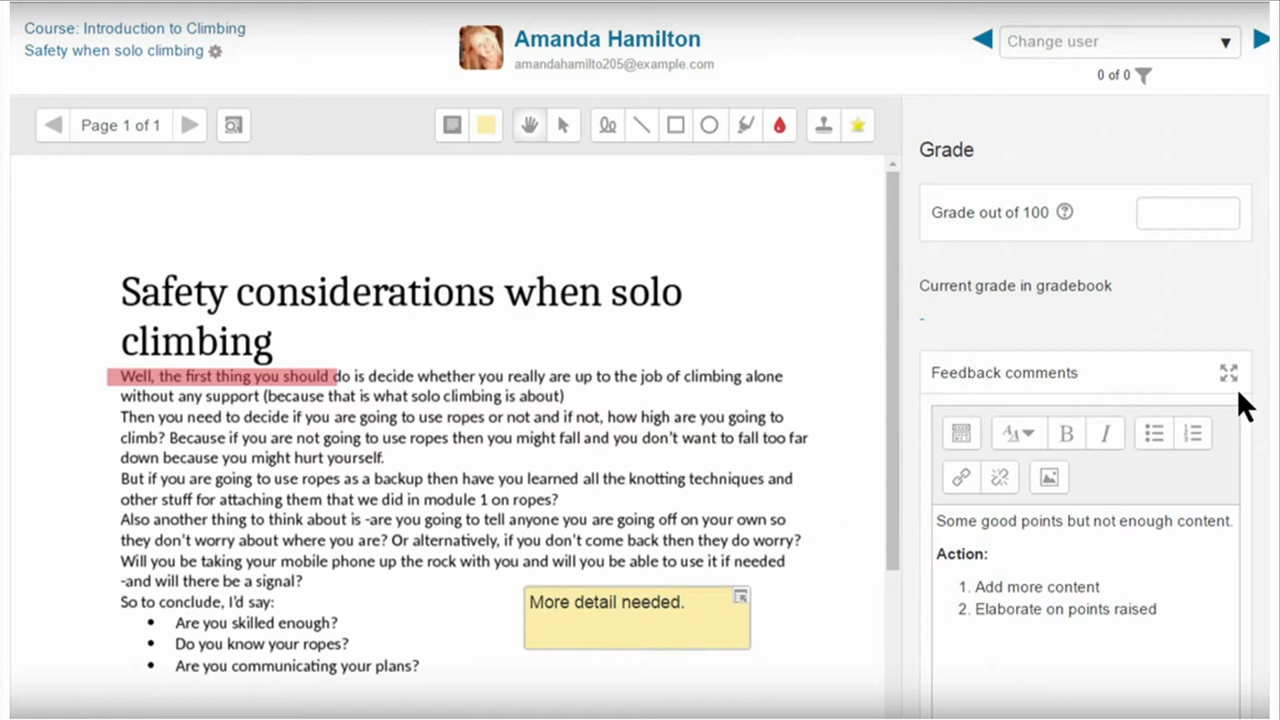 Course: Introduction to Climbing
Safety when solo climbing
Amanda Hamilton
amandahamilto205@example.com
Change user
0 of 0
Page 1 of 1
Safety considerations when solo
climbing
Well, the first thing you should do is decide whether you really are up to the job of climbing alone
without any support (because that is what solo climbing is about)
Then you need to decide if you are going to use ropes or not and if not, how high are you going to
climb? Because if you are not going to use ropes then you might fall and you don't want to fall too far
down because you might hurt yourself.
But if you are going to use ropes as a backup then have you learned all the knotting techniques and
other stuff for attaching them that we did in module 1 on ropes?
Also another thing to think about is -are you going to tell anyone you are going off on your own so
they don't worry about where you are? Or alternatively, if you don't come back then they do worry?
Will you be taking your mobile phone up the rock with you and will you be able to use it if needed
-and will there be a signal?
So to conclude, I'd say:
• Are you skilled enough?
• Do you know your ropes?
• Are you communicating your plans?
More detail needed.
Grade
Grade out of 100
Current grade in gradebook
-
Feedback comments
B I
Some good points but not enough content.
Action:
1. Add more content
2. Elaborate on points raised